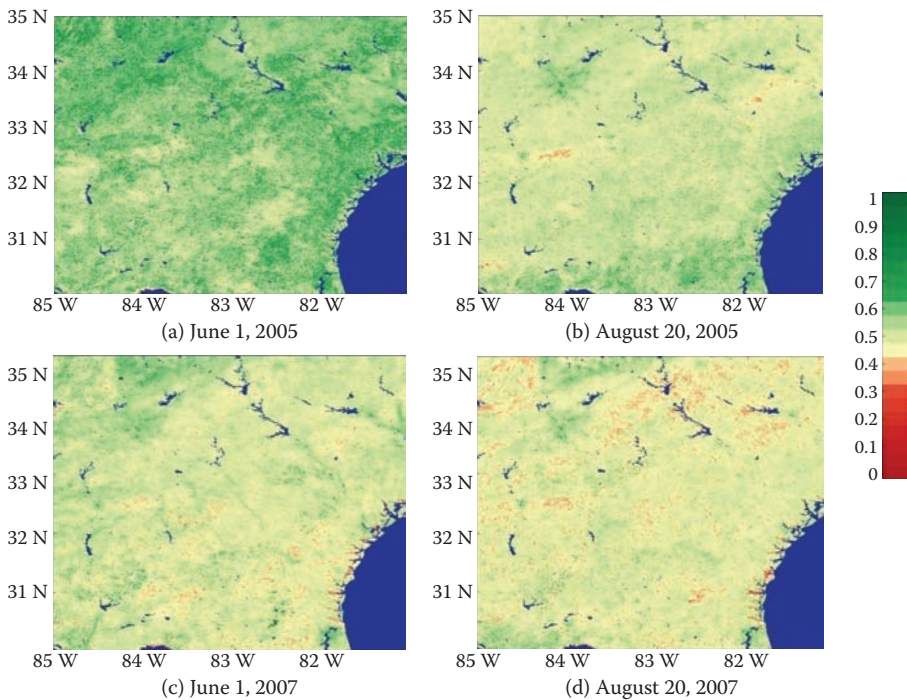 35 N
34 N
33 N
32 N
31 N
85 W 84 W 83 W 82 W
(a) June 1, 2005
35 N
34 N
33 N
32 N
31 N
85 W 84 W 83 W 82 W
(b) August 20, 2005
1
0.9
0.8
0.7
0.6
0.5
0.4
0.3
0.2
0.1
0
35 N
34 N
33 N
32 N
31 N
85 W 84 W 83 W 82 W
(c) June 1, 2007
35 N
34 N
33 N
32 N
31 N
85 W 84 W 83 W 82 W
(d) August 20, 2007